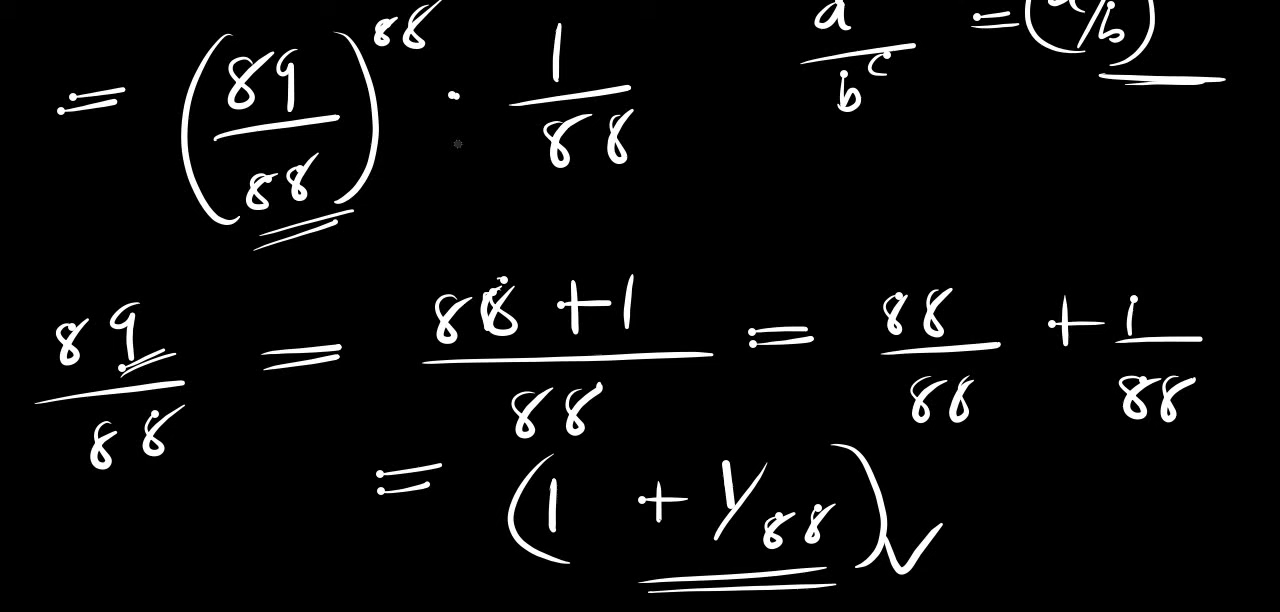 = (89/88)^88 · 1/88
a/b^c = (a/b)
89/88 = 88+1/88 = 88/88 + 1/88
= (1 + 1/88) ✓